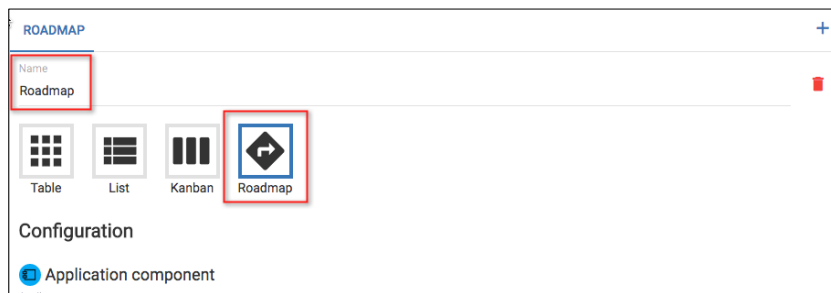 ROADMAP
Name
Roadmap
Table List Kanban Roadmap
Configuration
Application component